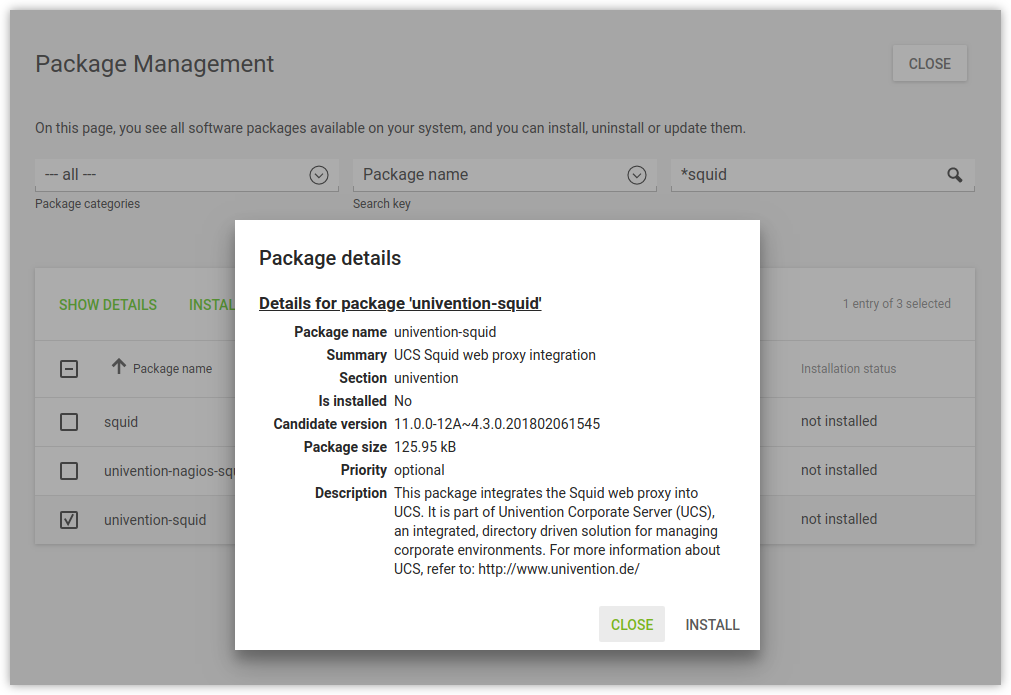 Package Management
CLOSE
On this page, you see all software packages available on your system, and you can install, uninstall or update them.
--- all ---
Package name
*squid
Package categories
Search key
SHOW DETAILS
INSTAL
1 entry of 3 selected
Package name
Installation status
squid
not installed
univention-nagios-squ
not installed
univention-squid
not installed
Package details
Details for package 'univention-squid'
Package name univention-squid
Summary UCS Squid web proxy integration
Section univention
Is installed No
Candidate version 11.0.0-12A~4.3.0.201802061545
Package size 125.95 kB
Priority optional
Description This package integrates the Squid web proxy into
UCS. It is part of Univention Corporate Server (UCS),
an integrated, directory driven solution for managing
corporate environments. For more information about
UCS, refer to: http://www.univention.de/
CLOSE
INSTALL